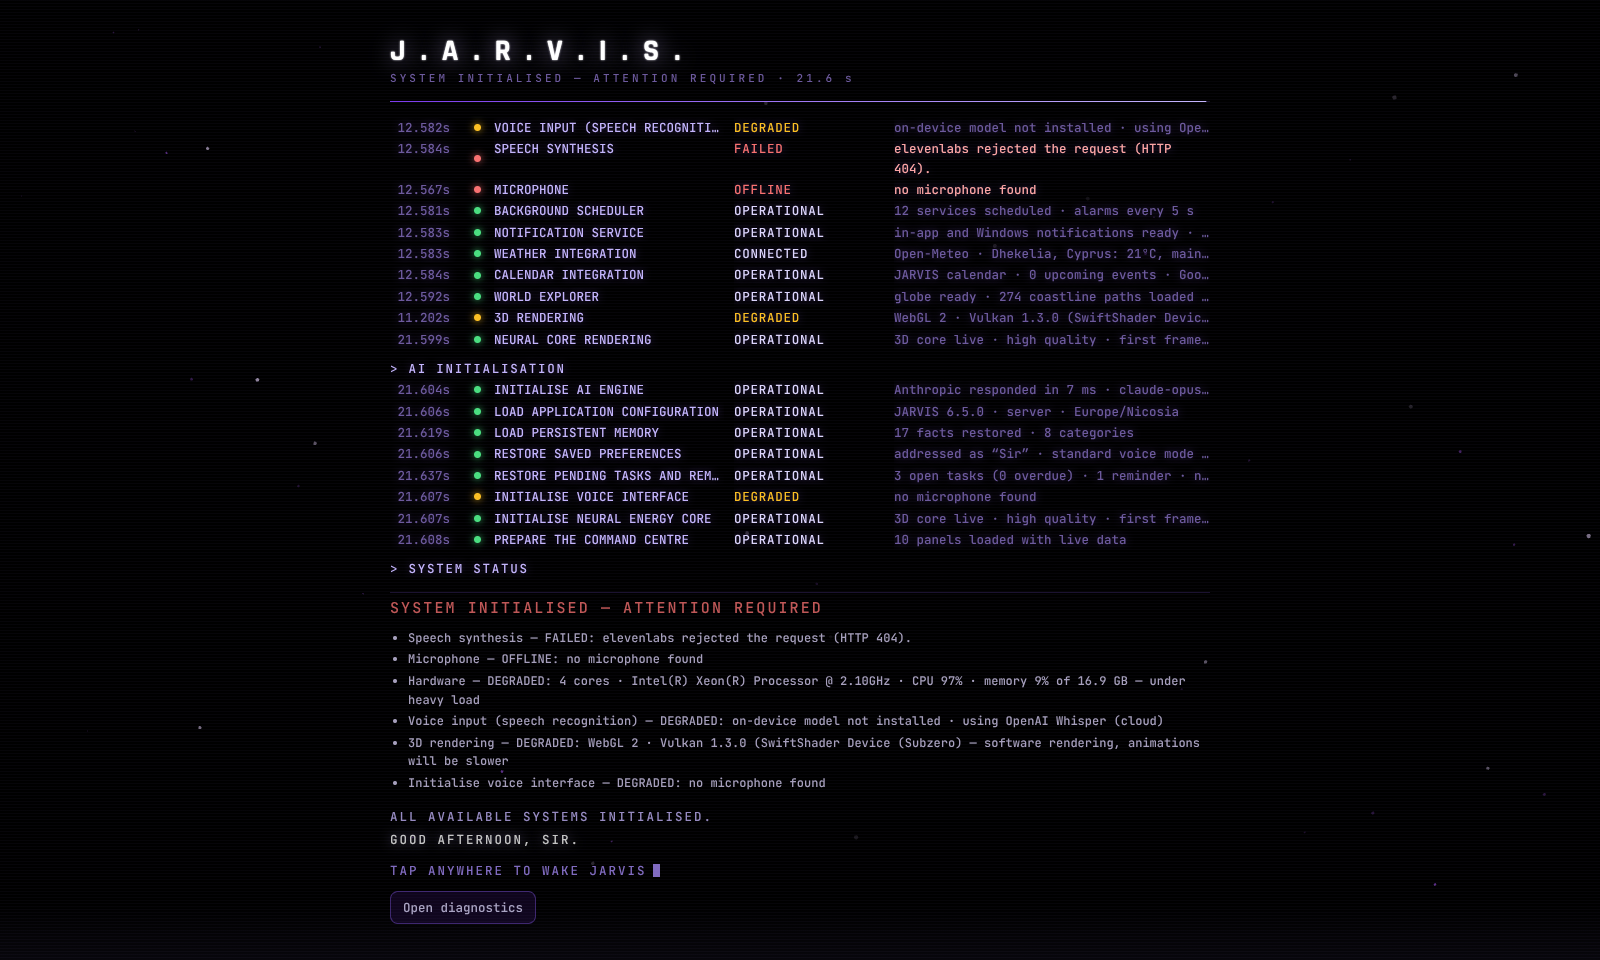 J.A.R.V.I.S.
SYSTEM INITIALISED — ATTENTION REQUIRED · 21.6 s
12.582s VOICE INPUT (SPEECH RECOGNITI… DEGRADED on-device model not installed · using Ope…
12.584s SPEECH SYNTHESIS FAILED elevenlabs rejected the request (HTTP
404).
12.567s MICROPHONE OFFLINE no microphone found
12.581s BACKGROUND SCHEDULER OPERATIONAL 12 services scheduled · alarms every 5 s
12.583s NOTIFICATION SERVICE OPERATIONAL in-app and Windows notifications ready · …
12.583s WEATHER INTEGRATION CONNECTED Open-Meteo · Dhekelia, Cyprus: 21°C, main…
12.584s CALENDAR INTEGRATION OPERATIONAL JARVIS calendar · 0 upcoming events · Goo…
12.592s WORLD EXPLORER OPERATIONAL globe ready · 274 coastline paths loaded …
11.202s 3D RENDERING DEGRADED WebGL 2 · Vulkan 1.3.0 (SwiftShader Devic…
21.599s NEURAL CORE RENDERING OPERATIONAL 3D core live · high quality · first frame…
> AI INITIALISATION
21.604s INITIALISE AI ENGINE OPERATIONAL Anthropic responded in 7 ms · claude-opus…
21.606s LOAD APPLICATION CONFIGURATION OPERATIONAL JARVIS 6.5.0 · server · Europe/Nicosia
21.619s LOAD PERSISTENT MEMORY OPERATIONAL 17 facts restored · 8 categories
21.606s RESTORE SAVED PREFERENCES OPERATIONAL addressed as “Sir” · standard voice mode …
21.637s RESTORE PENDING TASKS AND REM… OPERATIONAL 3 open tasks (0 overdue) · 1 reminder · n…
21.607s INITIALISE VOICE INTERFACE DEGRADED no microphone found
21.607s INITIALISE NEURAL ENERGY CORE OPERATIONAL 3D core live · high quality · first frame…
21.608s PREPARE THE COMMAND CENTRE OPERATIONAL 10 panels loaded with live data
> SYSTEM STATUS
SYSTEM INITIALISED — ATTENTION REQUIRED
• Speech synthesis — FAILED: elevenlabs rejected the request (HTTP 404).
• Microphone — OFFLINE: no microphone found
• Hardware — DEGRADED: 4 cores · Intel(R) Xeon(R) Processor @ 2.10GHz · CPU 97% · memory 9% of 16.9 GB — under
heavy load
• Voice input (speech recognition) — DEGRADED: on-device model not installed · using OpenAI Whisper (cloud)
• 3D rendering — DEGRADED: WebGL 2 · Vulkan 1.3.0 (SwiftShader Device (Subzero) — software rendering, animations
will be slower
• Initialise voice interface — DEGRADED: no microphone found
ALL AVAILABLE SYSTEMS INITIALISED.
GOOD AFTERNOON, SIR.
TAP ANYWHERE TO WAKE JARVIS
Open diagnostics